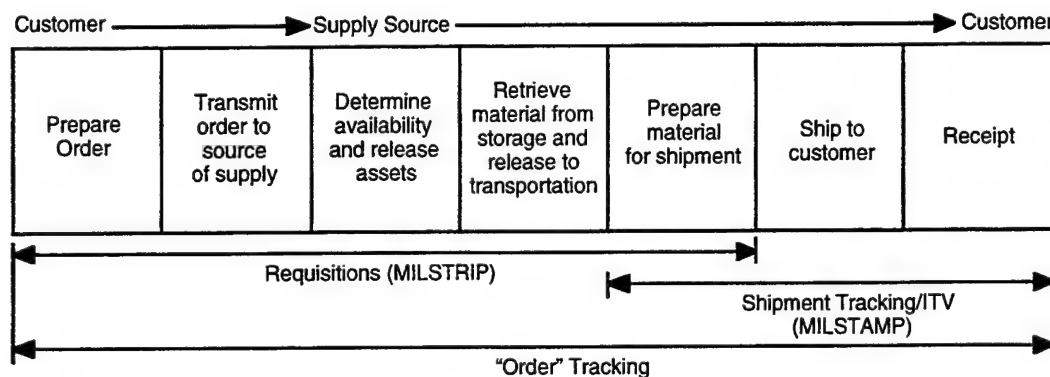 Customer Supply Source Customer
Prepare
Order
Transmit
order to
source
of supply
Determine
availability
and release
assets
Retrieve
material from
storage and
release to
transportation
Prepare
material
for shipment
Ship to
customer
Receipt
Requisitions (MILSTRIP)
Shipment Tracking/ITV
(MILSTAMP)
"Order" Tracking